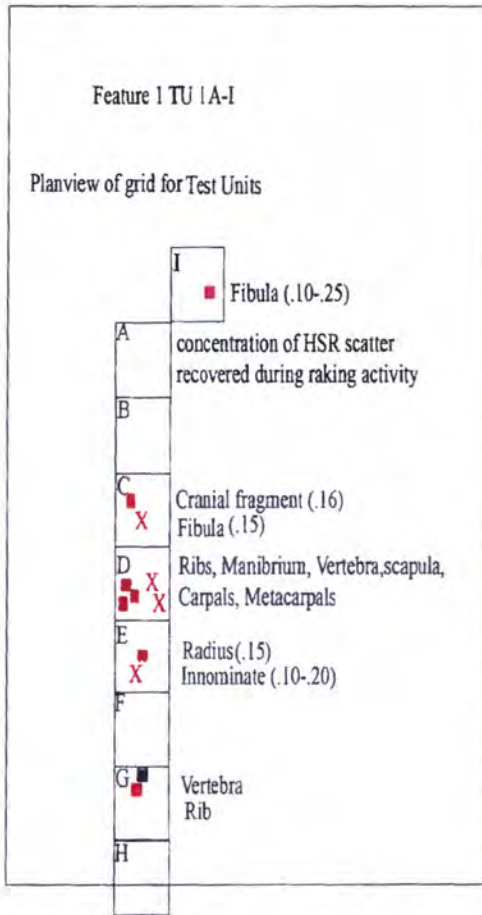 Feature 1 TU 1A-I
Planview of grid for Test Units
I
Fibula (.10-.25)
A
concentration of HSR scatter
recovered during raking activity
B
C
Cranial fragment (.16)
X
Fibula (.15)
D
Ribs, Manibrium, Vertebra,scapula,
X
Carpals, Metacarpals
X
E
Radius(.15)
X
Innominate (.10-.20)
F
G
Vertebra
Rib
H